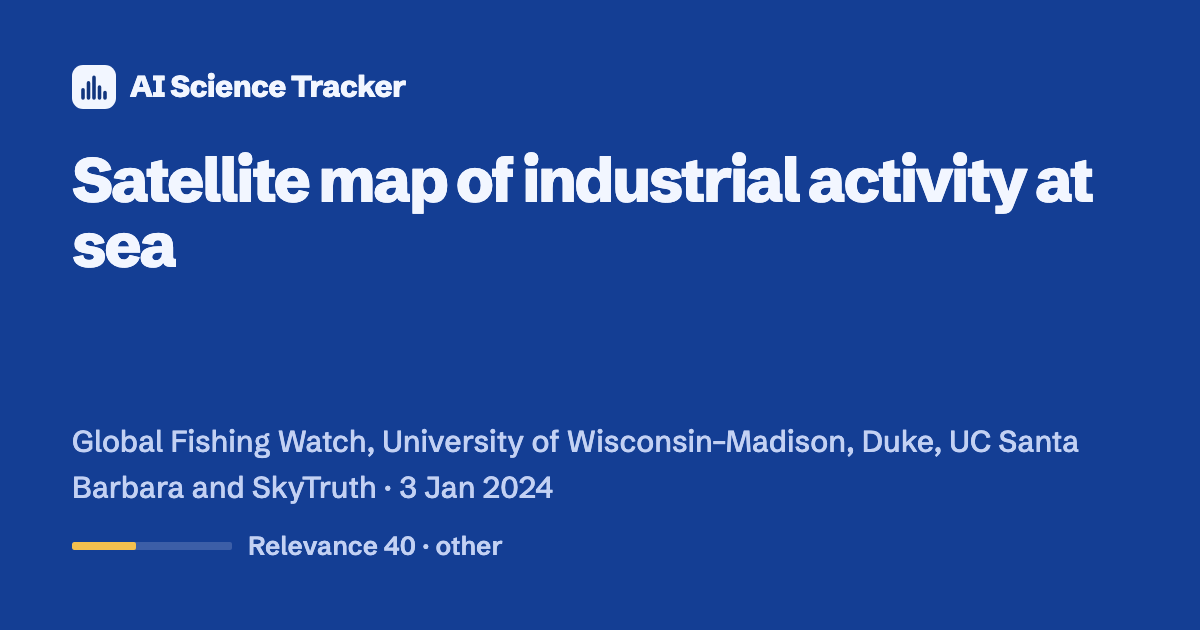 AI Science Tracker
Satellite map of industrial activity at
sea
Global Fishing Watch, University of Wisconsin–Madison, Duke, UC Santa
Barbara and SkyTruth · 3 Jan 2024
Relevance 40 · other